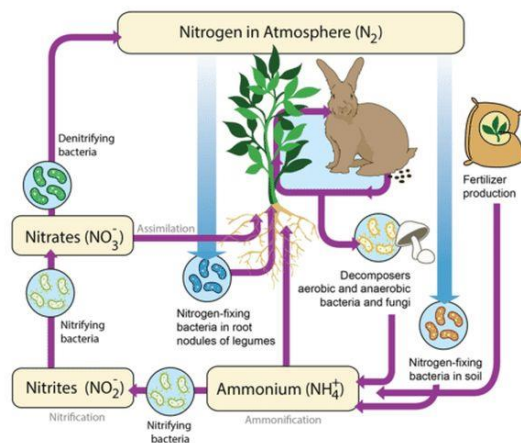 Nitrogen in Atmosphere (N₂)
Denitrifying
bacteria
Fertilizer
production
Nitrates (NO₃⁻)
Assimilation
Decomposers
aerobic and anaerobic
bacteria and fungi
Nitrifying
bacteria
Nitrogen-fixing
bacteria in root
nodules of legumes
Nitrogen-fixing
bacteria in soil
Nitrites (NO₂⁻)
Ammonium (NH₄⁺)
Nitrification
Nitrifying
bacteria
Ammonification